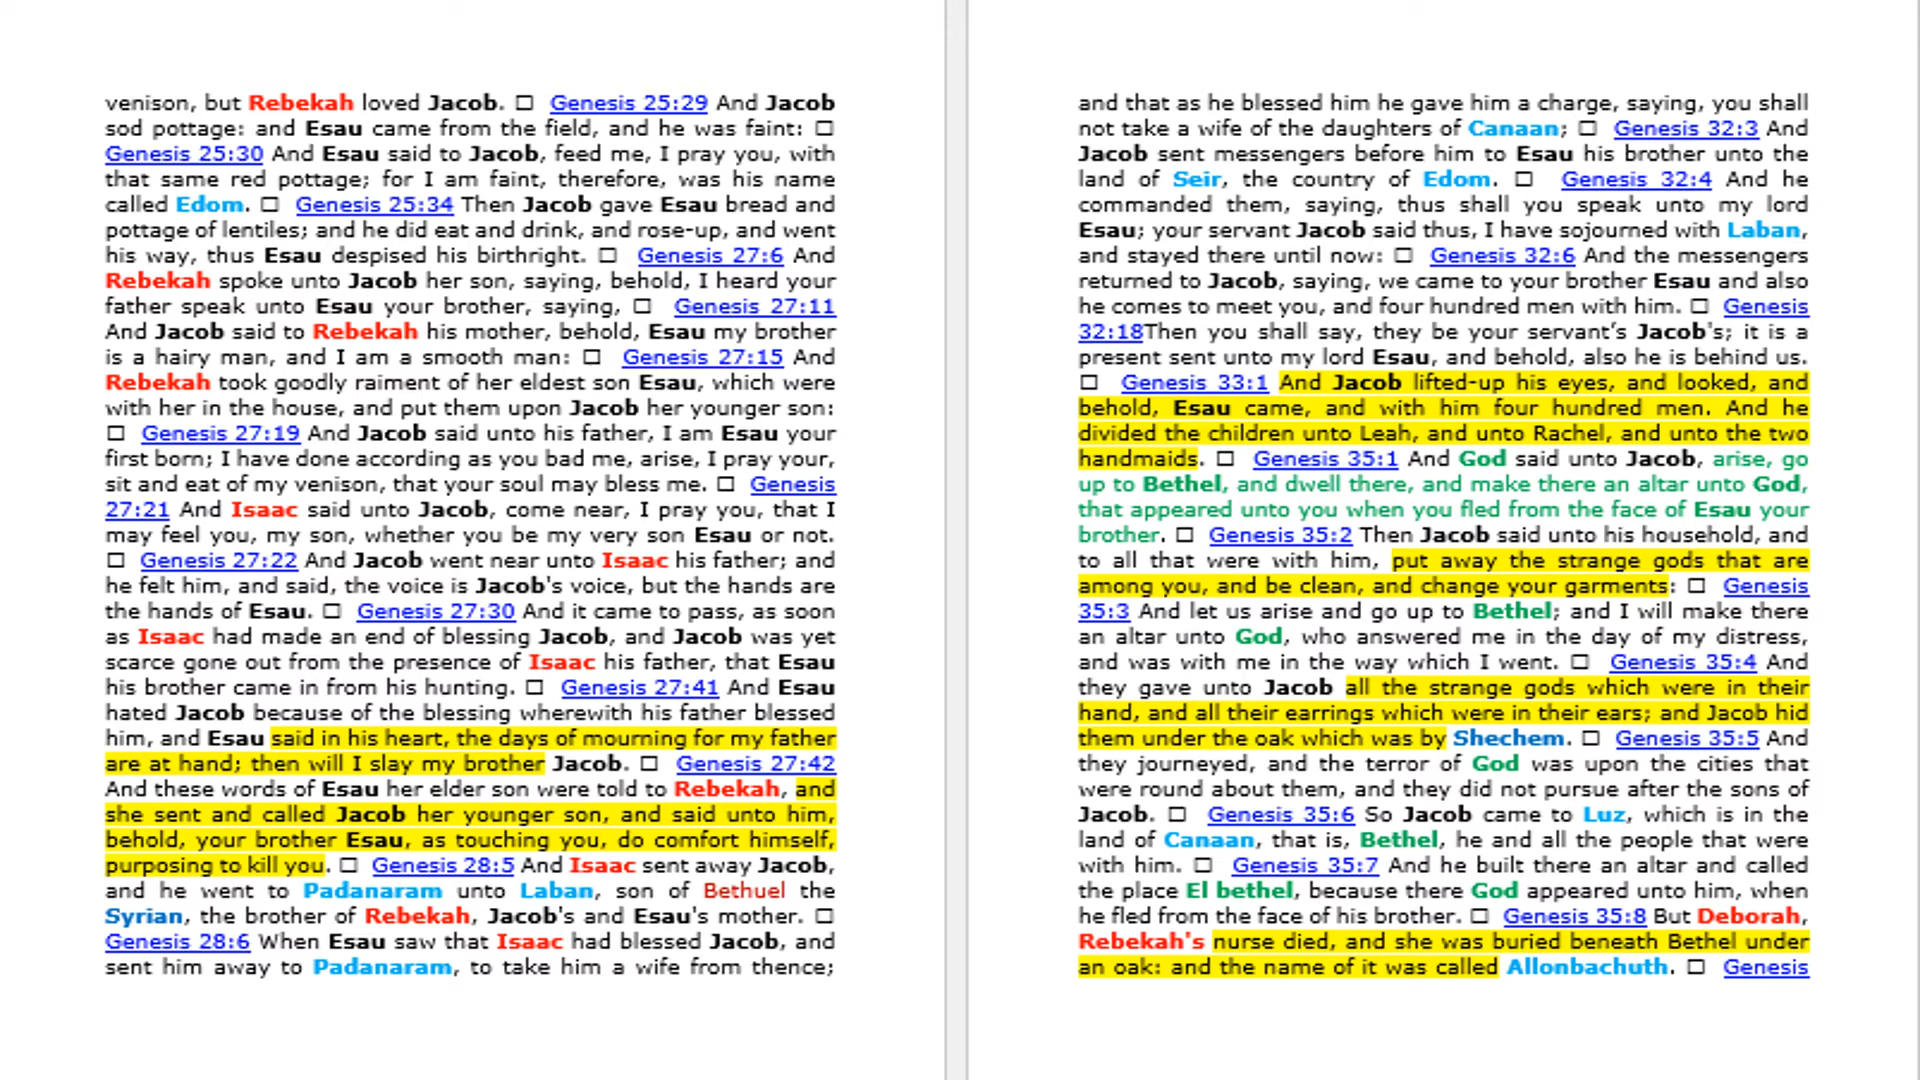 venison, but Rebekah loved Jacob. □ Genesis 25:29 And Jacob
sod pottage: and Esau came from the field, and he was faint: □
Genesis 25:30 And Esau said to Jacob, feed me, I pray you, with
that same red pottage; for I am faint, therefore, was his name
called Edom. □ Genesis 25:34 Then Jacob gave Esau bread and
pottage of lentiles; and he did eat and drink, and rose-up, and went
his way, thus Esau despised his birthright. □ Genesis 27:6 And
Rebekah spoke unto Jacob her son, saying, behold, I heard your
father speak unto Esau your brother, saying, □ Genesis 27:11
And Jacob said to Rebekah his mother, behold, Esau my brother
is a hairy man, and I am a smooth man: □ Genesis 27:15 And
Rebekah took goodly raiment of her eldest son Esau, which were
with her in the house, and put them upon Jacob her younger son:
□ Genesis 27:19 And Jacob said unto his father, I am Esau your
first born; I have done according as you bad me, arise, I pray your,
sit and eat of my venison, that your soul may bless me. □ Genesis
27:21 And Isaac said unto Jacob, come near, I pray you, that I
may feel you, my son, whether you be my very son Esau or not.
□ Genesis 27:22 And Jacob went near unto Isaac his father; and
he felt him, and said, the voice is Jacob's voice, but the hands are
the hands of Esau. □ Genesis 27:30 And it came to pass, as soon
as Isaac had made an end of blessing Jacob, and Jacob was yet
scarce gone out from the presence of Isaac his father, that Esau
his brother came in from his hunting. □ Genesis 27:41 And Esau
hated Jacob because of the blessing wherewith his father blessed
him, and Esau said in his heart, the days of mourning for my father
are at hand; then will I slay my brother Jacob. □ Genesis 27:42
And these words of Esau her elder son were told to Rebekah, and
she sent and called Jacob her younger son, and said unto him,
behold, your brother Esau, as touching you, do comfort himself,
purposing to kill you. □ Genesis 28:5 And Isaac sent away Jacob,
and he went to Padanaram unto Laban, son of Bethuel the
Syrian, the brother of Rebekah, Jacob's and Esau's mother. □
Genesis 28:6 When Esau saw that Isaac had blessed Jacob, and
sent him away to Padanaram, to take him a wife from thence;
and that as he blessed him he gave him a charge, saying, you shall
not take a wife of the daughters of Canaan; □ Genesis 32:3 And
Jacob sent messengers before him to Esau his brother unto the
land of Seir, the country of Edom. □ Genesis 32:4 And he
commanded them, saying, thus shall you speak unto my lord
Esau; your servant Jacob said thus, I have sojourned with Laban,
and stayed there until now: □ Genesis 32:6 And the messengers
returned to Jacob, saying, we came to your brother Esau and also
he comes to meet you, and four hundred men with him. □ Genesis
32:18Then you shall say, they be your servant’s Jacob's; it is a
present sent unto my lord Esau, and behold, also he is behind us.
□ Genesis 33:1 And Jacob lifted-up his eyes, and looked, and
behold, Esau came, and with him four hundred men. And he
divided the children unto Leah, and unto Rachel, and unto the two
handmaids. □ Genesis 35:1 And God said unto Jacob, arise, go
up to Bethel, and dwell there, and make there an altar unto God,
that appeared unto you when you fled from the face of Esau your
brother. □ Genesis 35:2 Then Jacob said unto his household, and
to all that were with him, put away the strange gods that are
among you, and be clean, and change your garments: □ Genesis
35:3 And let us arise and go up to Bethel; and I will make there
an altar unto God, who answered me in the day of my distress,
and was with me in the way which I went. □ Genesis 35:4 And
they gave unto Jacob all the strange gods which were in their
hand, and all their earrings which were in their ears; and Jacob hid
them under the oak which was by Shechem. □ Genesis 35:5 And
they journeyed, and the terror of God was upon the cities that
were round about them, and they did not pursue after the sons of
Jacob. □ Genesis 35:6 So Jacob came to Luz, which is in the
land of Canaan, that is, Bethel, he and all the people that were
with him. □ Genesis 35:7 And he built there an altar and called
the place El bethel, because there God appeared unto him, when
he fled from the face of his brother. □ Genesis 35:8 But Deborah,
Rebekah's nurse died, and she was buried beneath Bethel under
an oak: and the name of it was called Allonbachuth. □ Genesis